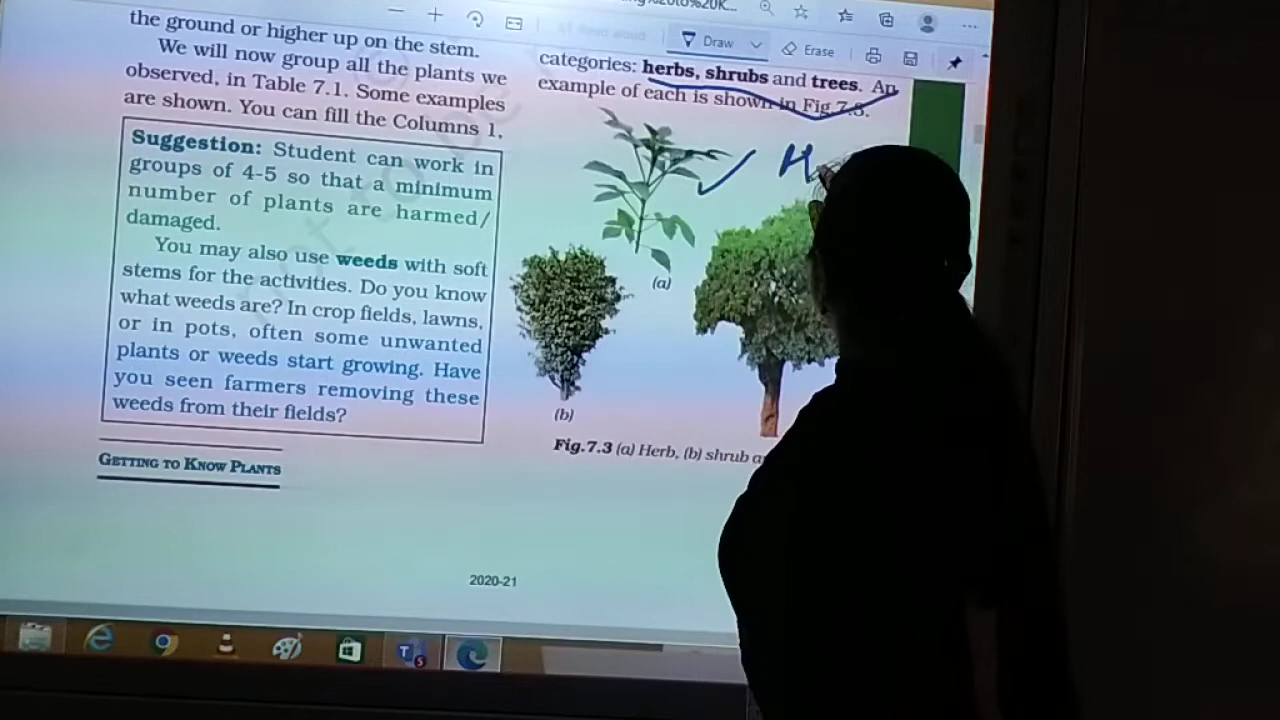 Draw
Erase
the ground or higher up on the stem.
We will now group all the plants we
observed, in Table 7.1. Some examples
are shown. You can fill the Columns 1,
Suggestion: Student can work in
groups of 4-5 so that a minimum
number of plants are harmed/
damaged.
You may also use weeds with soft
stems for the activities. Do you know
what weeds are? In crop fields, lawns,
or in pots, often some unwanted
plants or weeds start growing. Have
you seen farmers removing these
weeds from their fields?
GETTING TO KNOW PLANTS
categories: herbs, shrubs and trees. An
example of each is shown in Fig.7.3.
H
(a)
(b)
Fig.7.3 (a) Herb, (b) shrub
2020-21